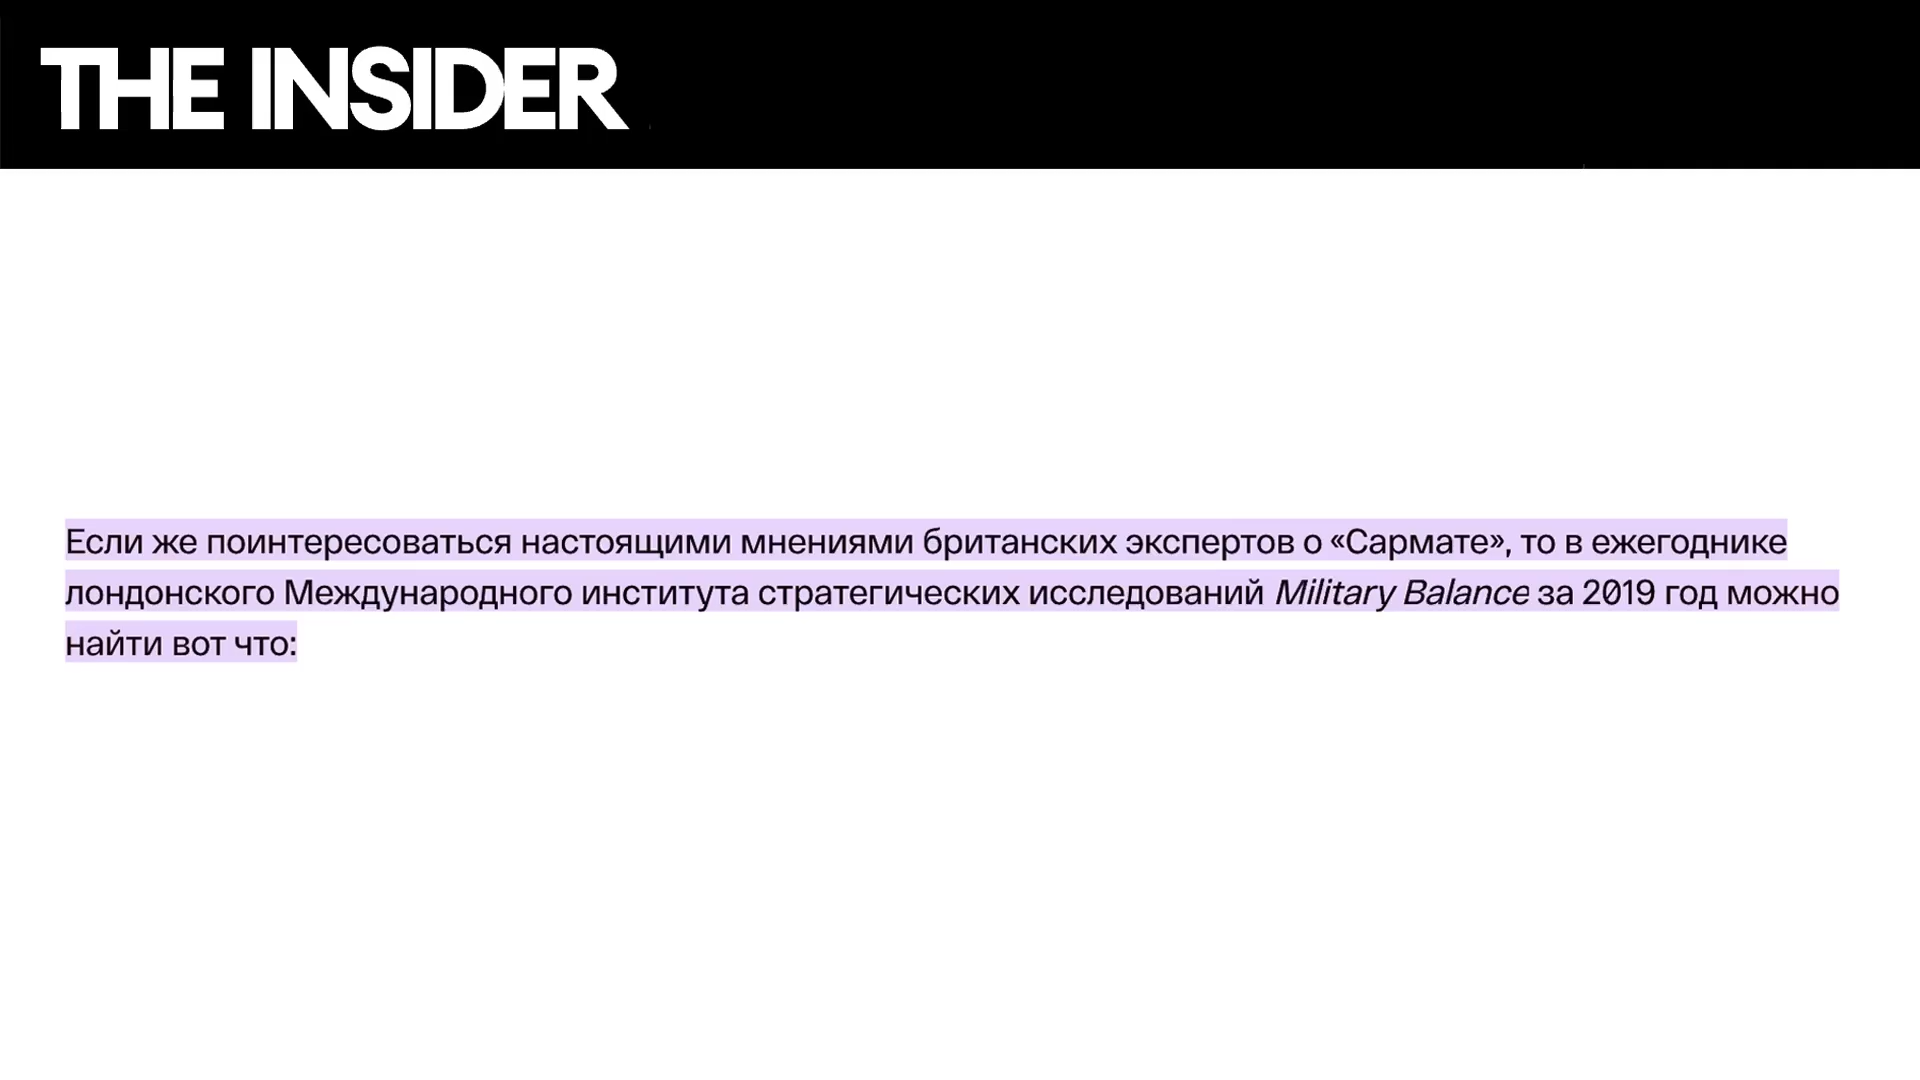 THE INSIDER
Если же поинтересоваться настоящими мнениями британских экспертов о «Сармате», то в ежегоднике
лондонского Международного института стратегических исследований Military Balance за 2019 год можно
найти вот что: